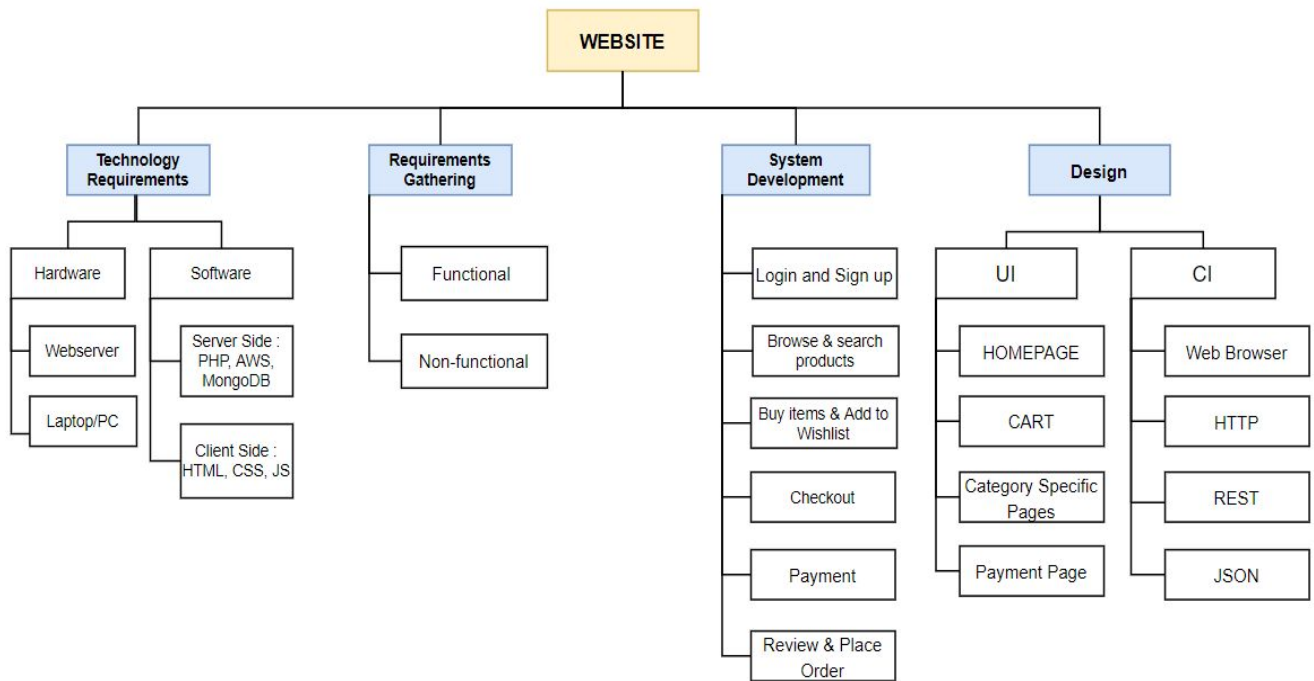 WEBSITE
Technology
Requirements
Requirements
Gathering
System
Development
Design
Hardware
Software
Webserver
Laptop/PC
Server Side :
PHP, AWS,
MongoDB
Client Side :
HTML, CSS, JS
Functional
Non-functional
Login and Sign up
Browse & search
products
Buy items & Add to
Wishlist
Checkout
Payment
Review & Place
Order
UI
HOMEPAGE
CART
Category Specific
Pages
Payment Page
CI
Web Browser
HTTP
REST
JSON